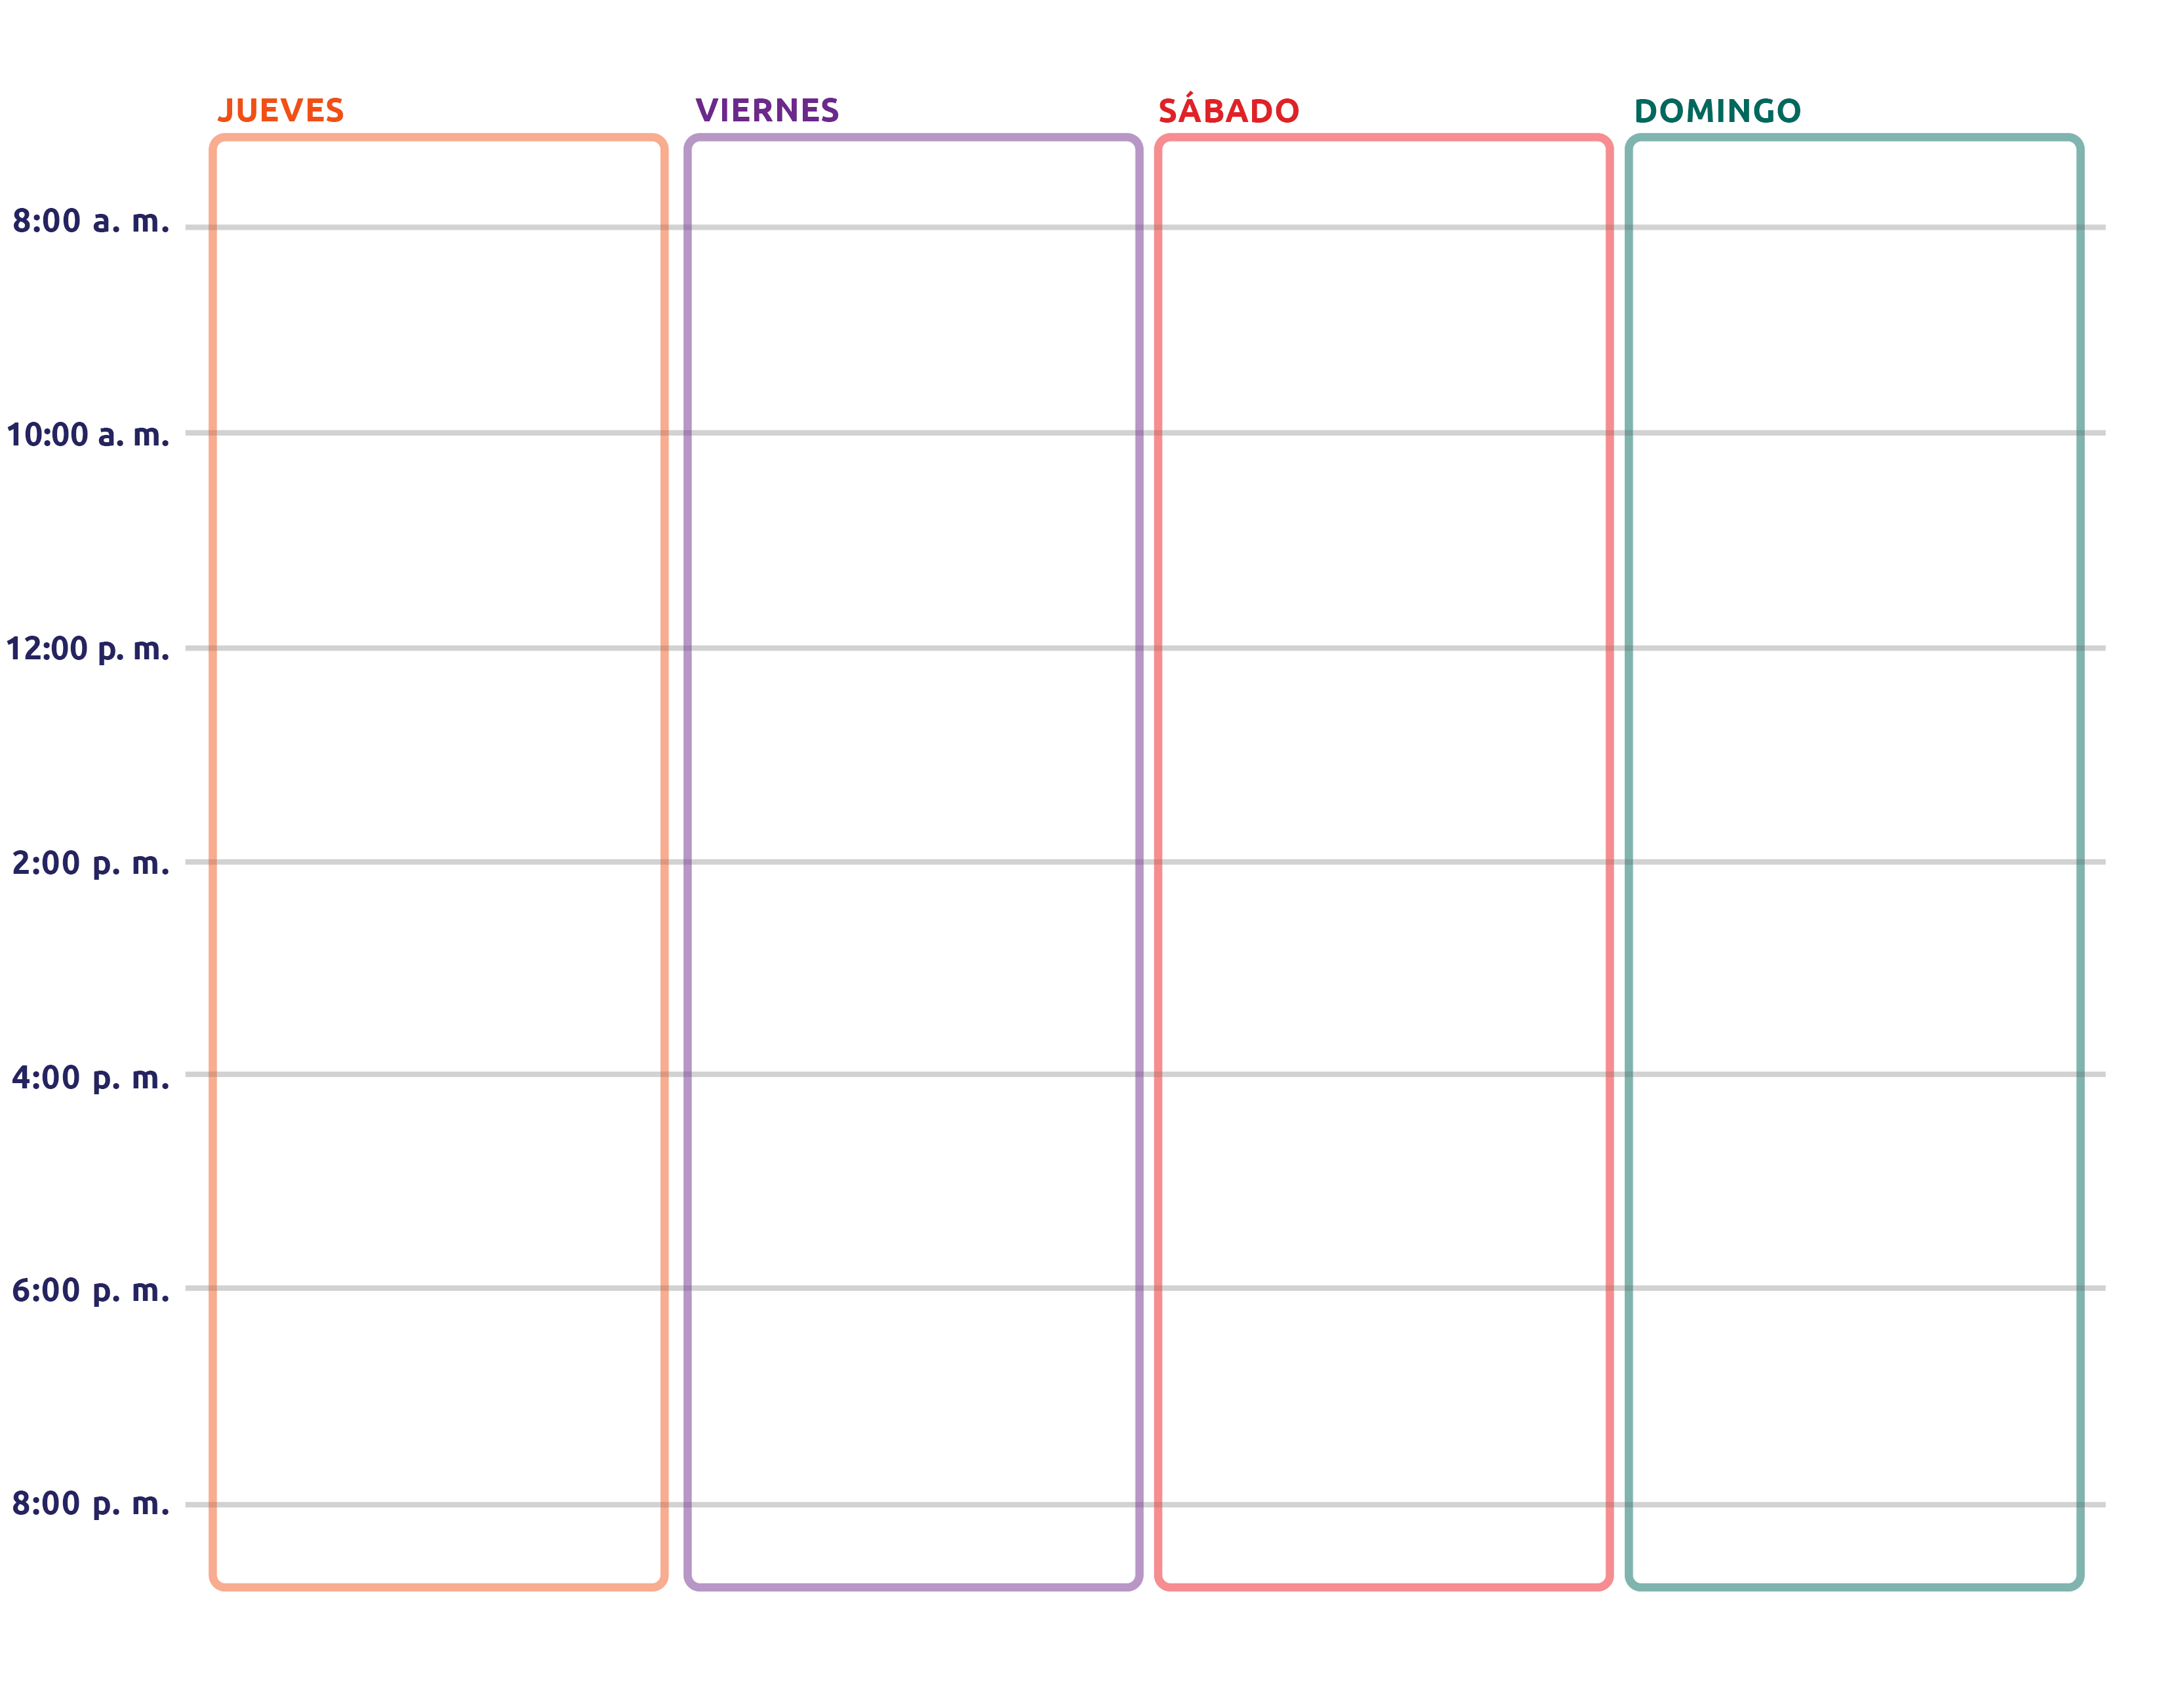 JUEVES VIERNES SÁBADO DOMINGO
8:00 a. m.
10:00 a. m.
12:00 p. m.
2:00 p. m.
4:00 p. m.
6:00 p. m.
8:00 p. m.